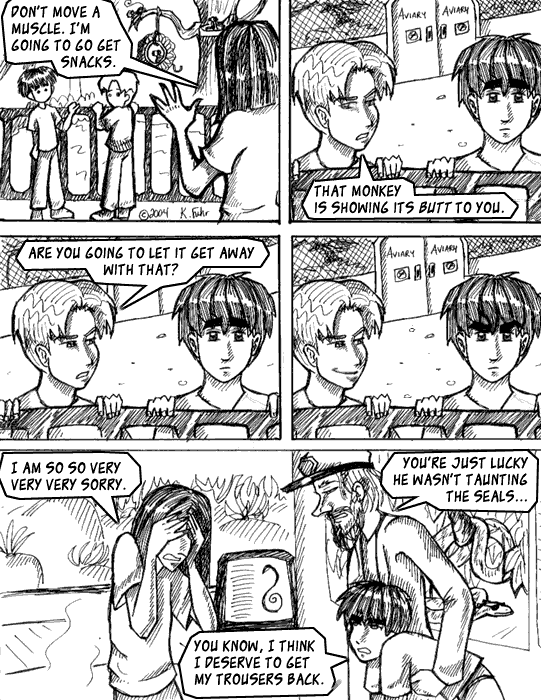 DON'T MOVE A
MUSCLE. I'M
GOING TO GO GET
SNACKS.
©2004 K. Fuhr
AVIARY AVIARY
THAT MONKEY
IS SHOWING ITS BUTT TO YOU.
ARE YOU GOING TO LET IT GET AWAY
WITH THAT?
AVIARY AVIARY
I AM SO SO VERY
VERY VERY SORRY.
YOU'RE JUST LUCKY
HE WASN'T TAUNTING
THE SEALS...
YOU KNOW, I THINK
I DESERVE TO GET
MY TROUSERS BACK.